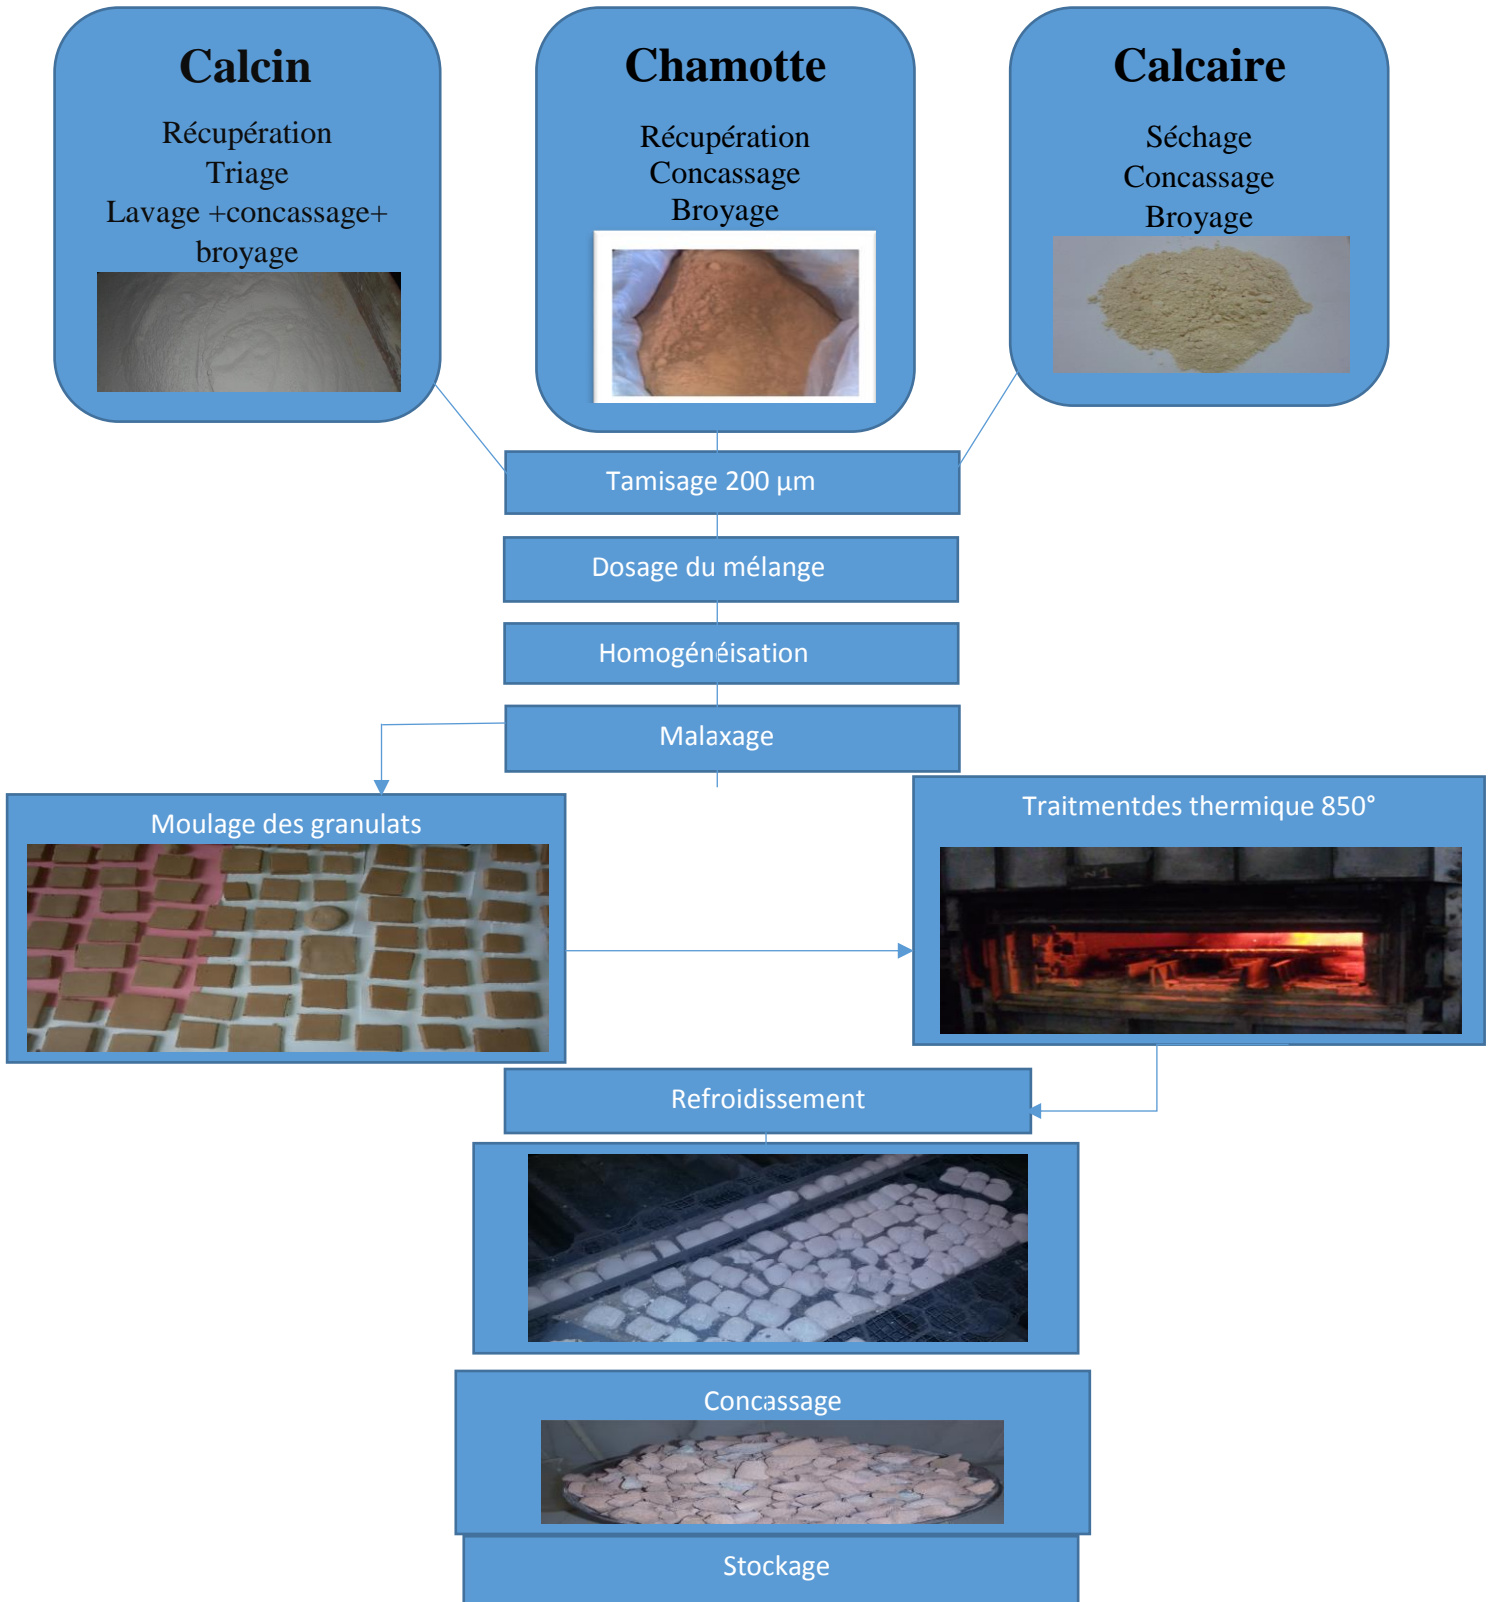 Calcin
Récupération
Triage
Lavage +concassage+
broyage
Chamotte
Récupération
Concassage
Broyage
Calcaire
Séchage
Concassage
Broyage
Tamisage 200 µm
Dosage du mélange
Homogénéisation
Malaxage
Moulage des granulats
Traitmentdes thermique 850°
N1
Refroidissement
Concassage
Stockage